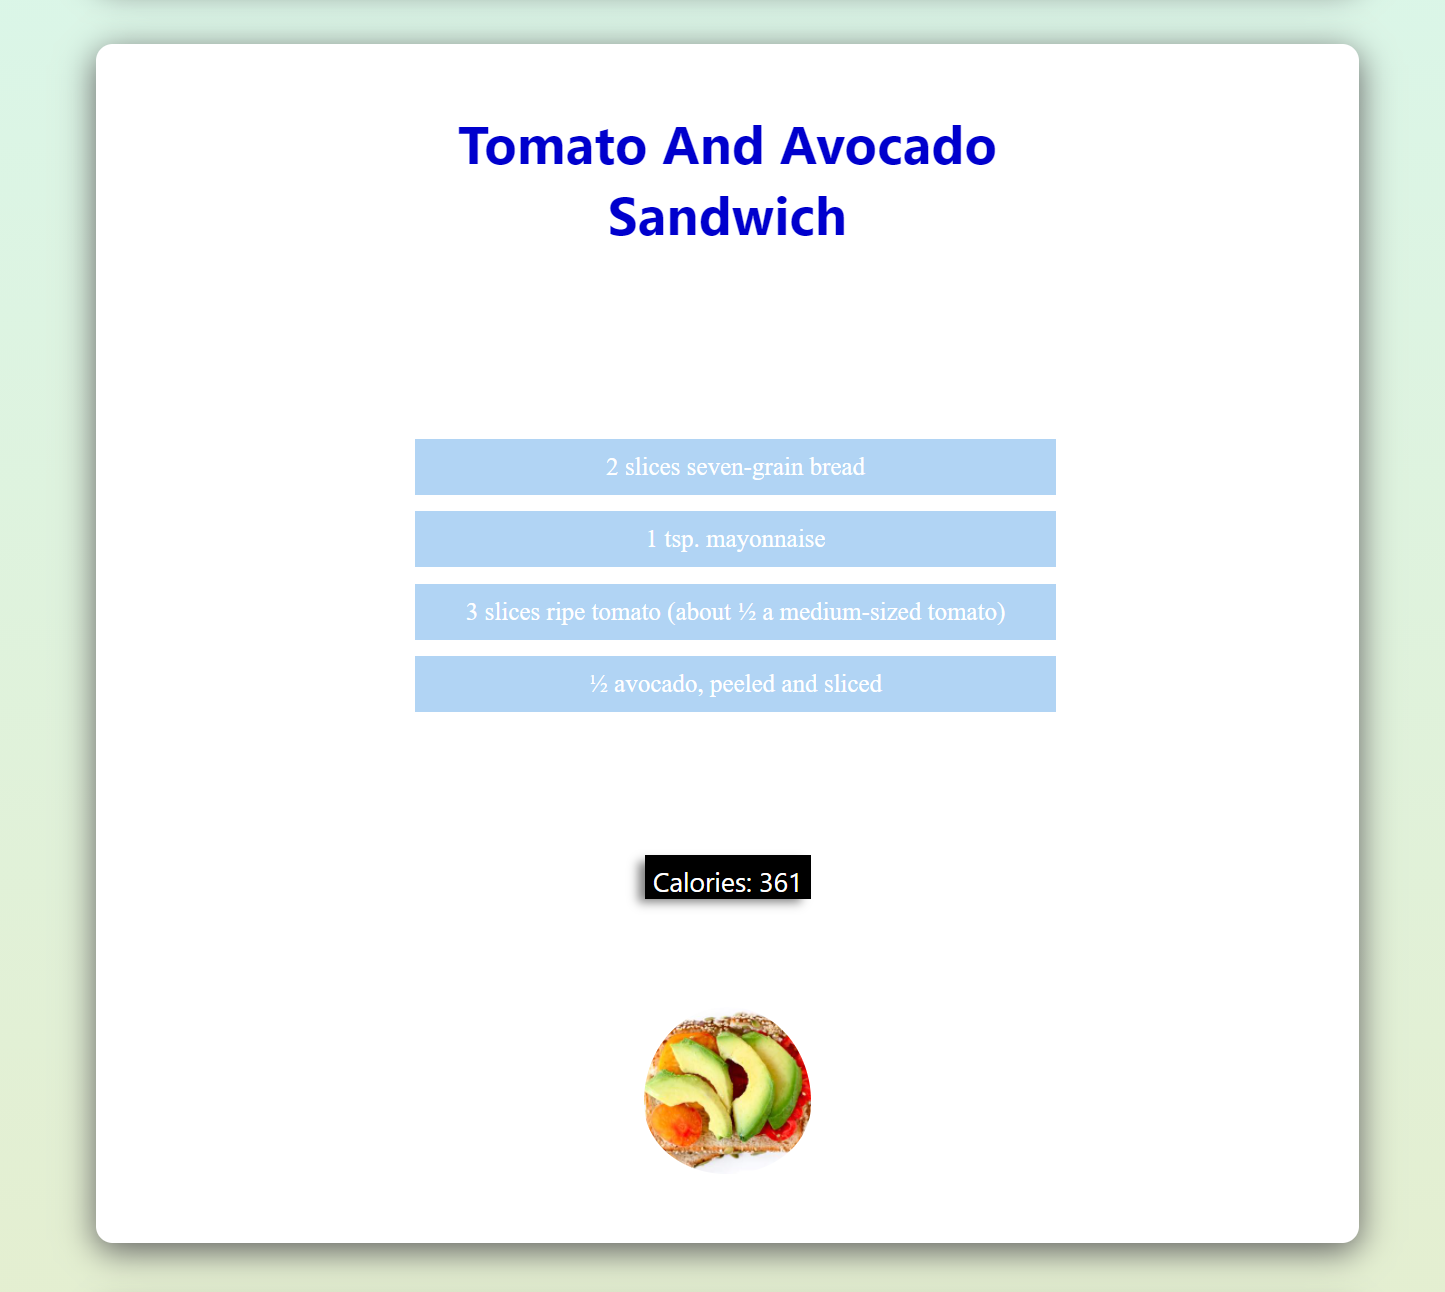 Tomato And Avocado
Sandwich
2 slices seven-grain bread
1 tsp. mayonnaise
3 slices ripe tomato (about ½ a medium-sized tomato)
½ avocado, peeled and sliced
Calories: 361